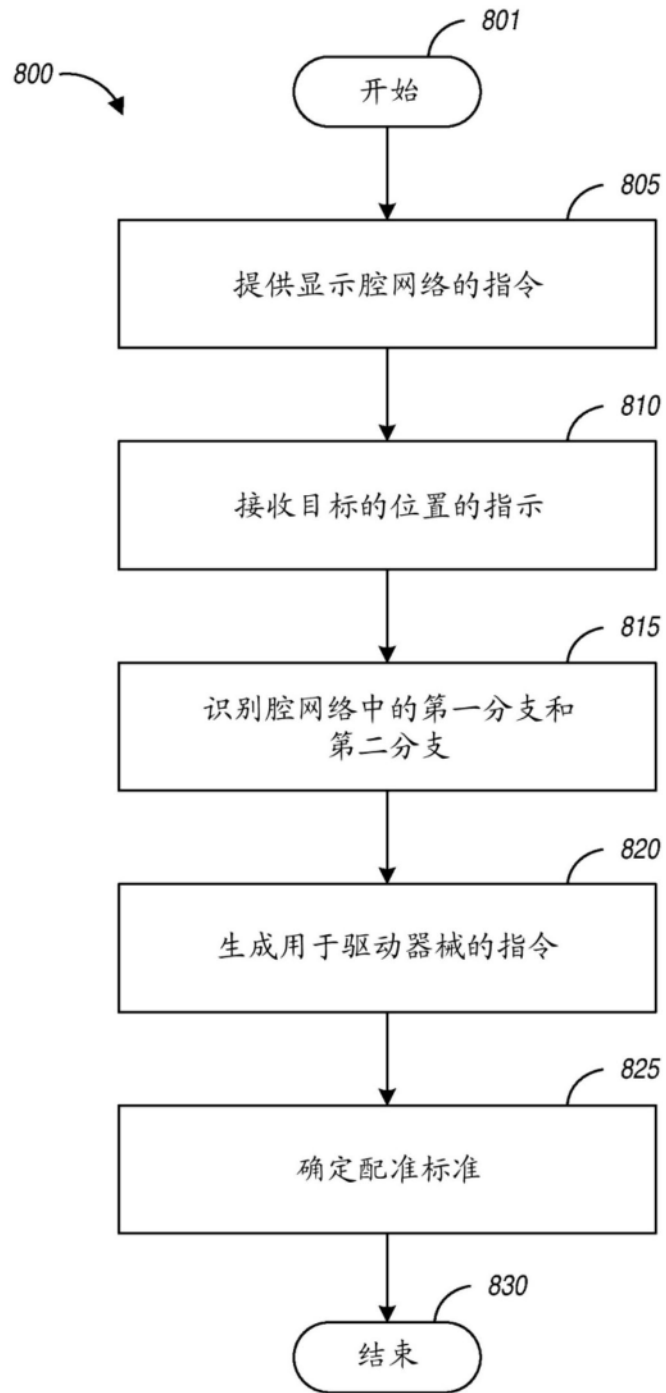 801
800
开始
805
提供显示腔网络的指令
810
接收目标的位置的指示
815
识别腔网络中的第一分支和
第二分支
820
生成用于驱动器械的指令
825
确定配准标准
830
结束